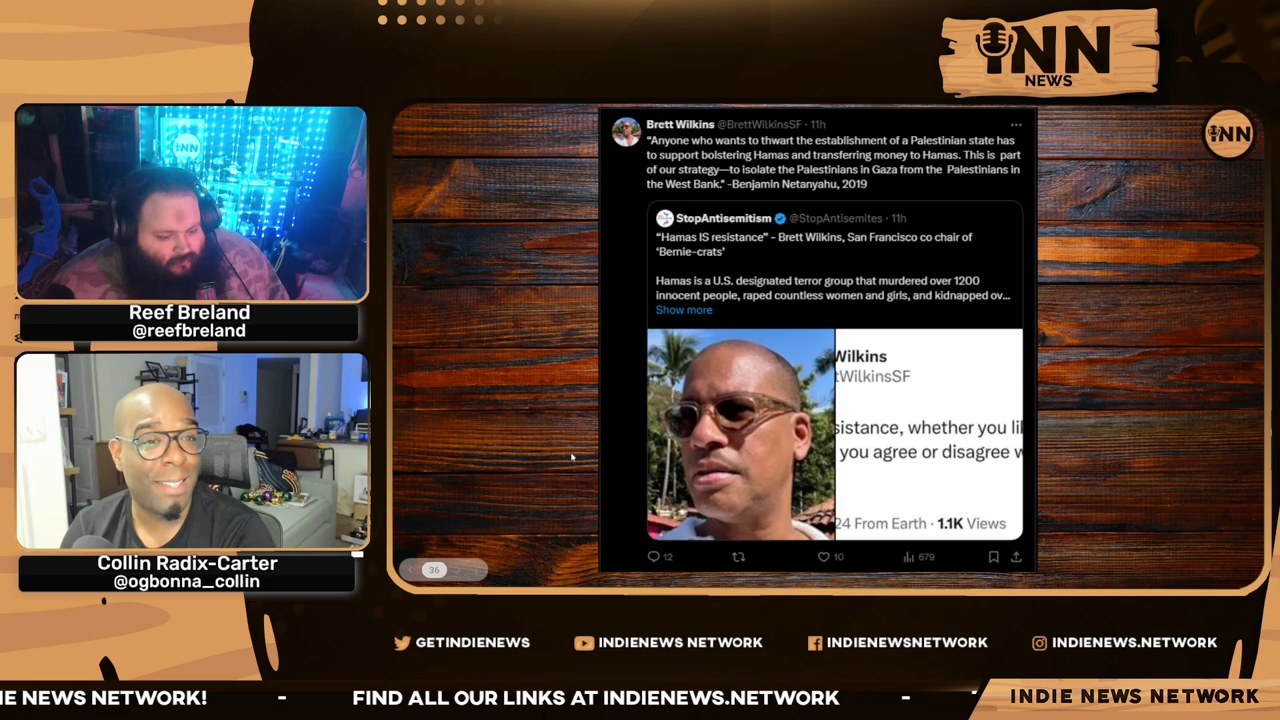 iNN
NEWS
iNN
Reef Breland
@reefbreland
Collin Radix-Carter
@ogbonna_collin
Brett Wilkins @BrettWilkinsSF · 11h
“Anyone who wants to thwart the establishment of a Palestinian state has
to support bolstering Hamas and transferring money to Hamas. This is part
of our strategy—to isolate the Palestinians in Gaza from the Palestinians in
the West Bank." -Benjamin Netanyahu, 2019
StopAntisemitism @StopAntisemites · 11h
“Hamas IS resistance” - Brett Wilkins, San Francisco co chair of
‘Bernie-crats’
Hamas is a U.S. designated terror group that murdered over 1200
innocent people, raped countless women and girls, and kidnapped ov...
Show more
Wilkins
tWilkinsSF
sistance, whether you li
you agree or disagree w
24 From Earth · 1.1K Views
12 10 679
36
GETINDIENEWS INDIENEWS NETWORK INDIENEWSNETWORK INDIENEWS.NETWORK
IE NEWS NETWORK! - FIND ALL OUR LINKS AT INDIENEWS.NETWORK -
INDIE NEWS NETWORK